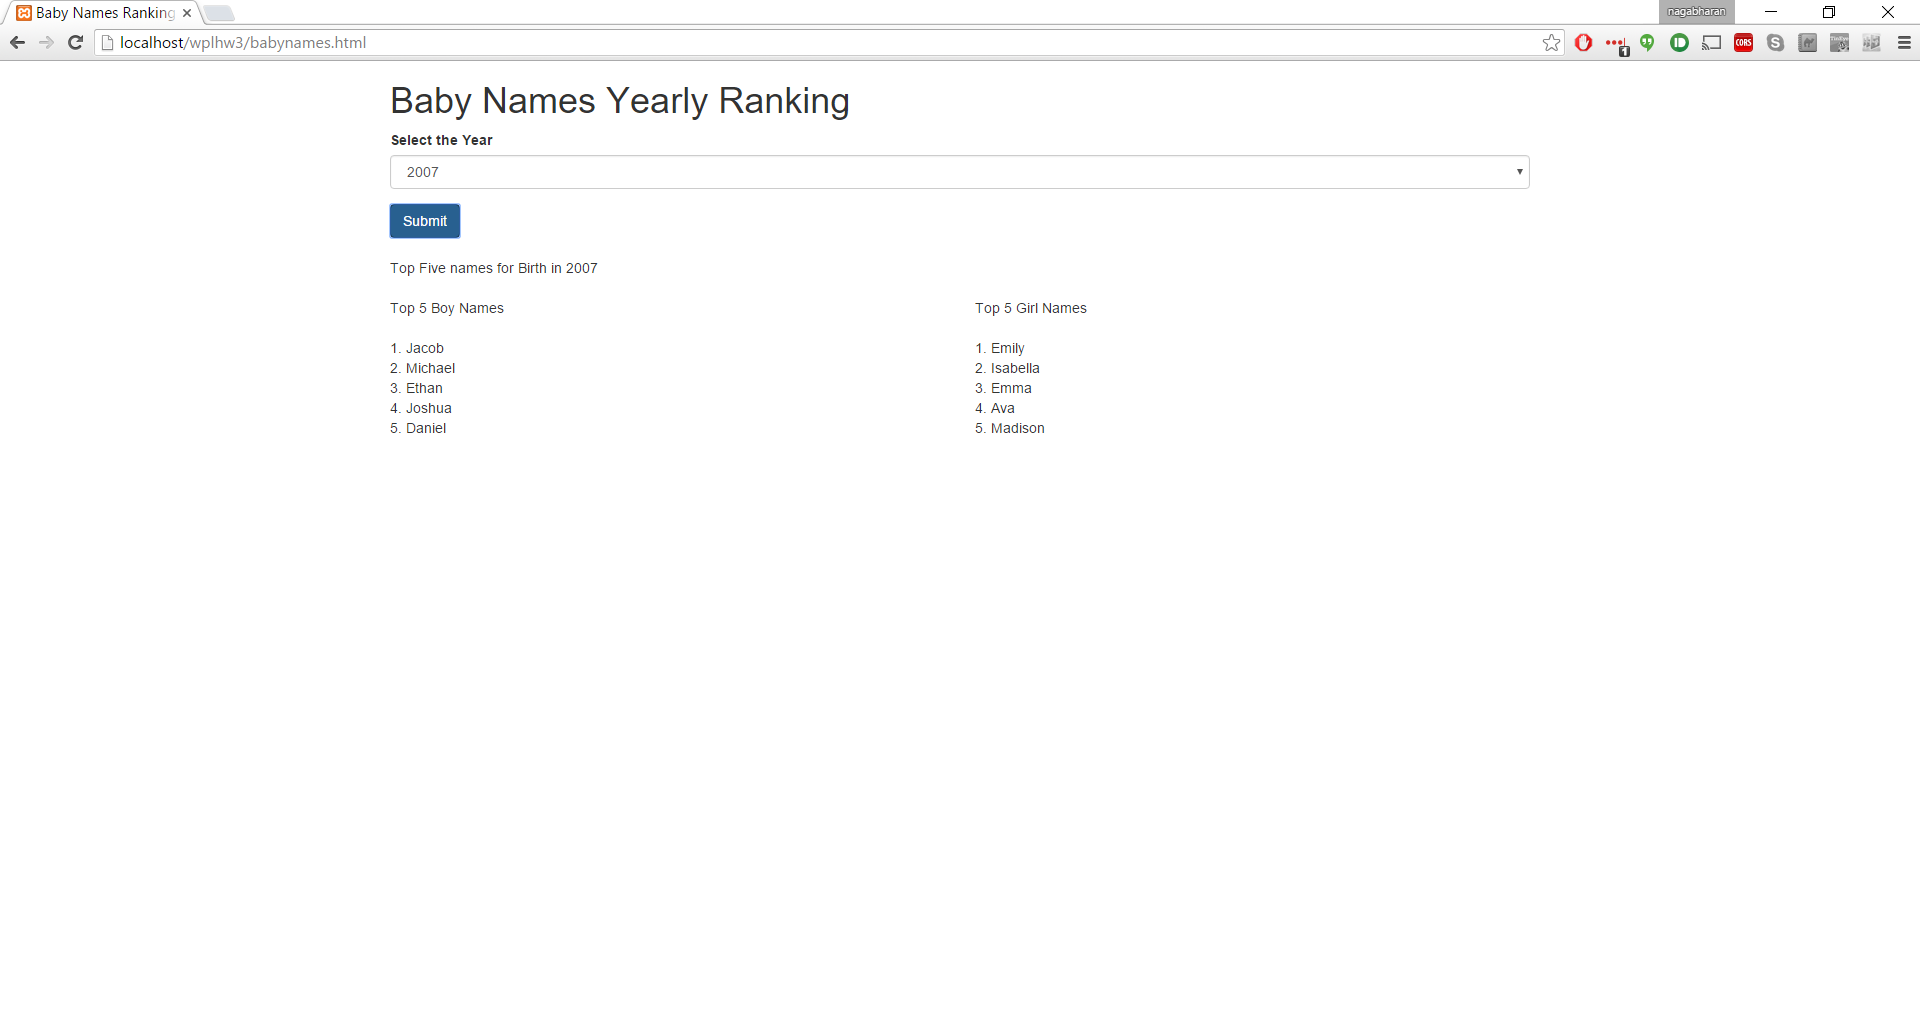 Baby Names Ranking
nagabharan
localhost/wplhw3/babynames.html
1
CORS
Baby Names Yearly Ranking
Select the Year
2007
Submit
Top Five names for Birth in 2007
Top 5 Boy Names
1. Jacob
2. Michael
3. Ethan
4. Joshua
5. Daniel
Top 5 Girl Names
1. Emily
2. Isabella
3. Emma
4. Ava
5. Madison